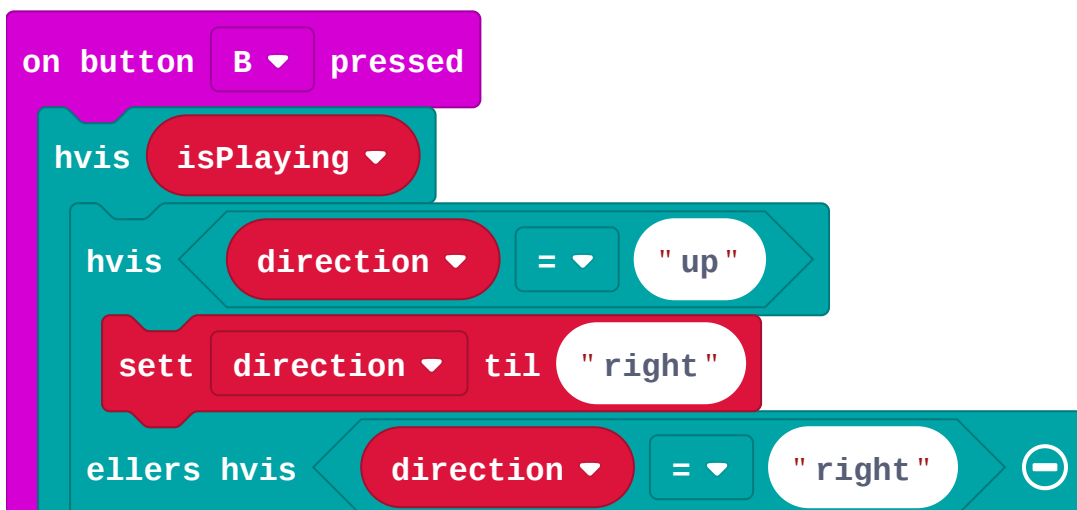 on button B pressed
hvis isPlaying
hvis direction = "up"
sett direction til "right"
ellers hvis direction = "right"